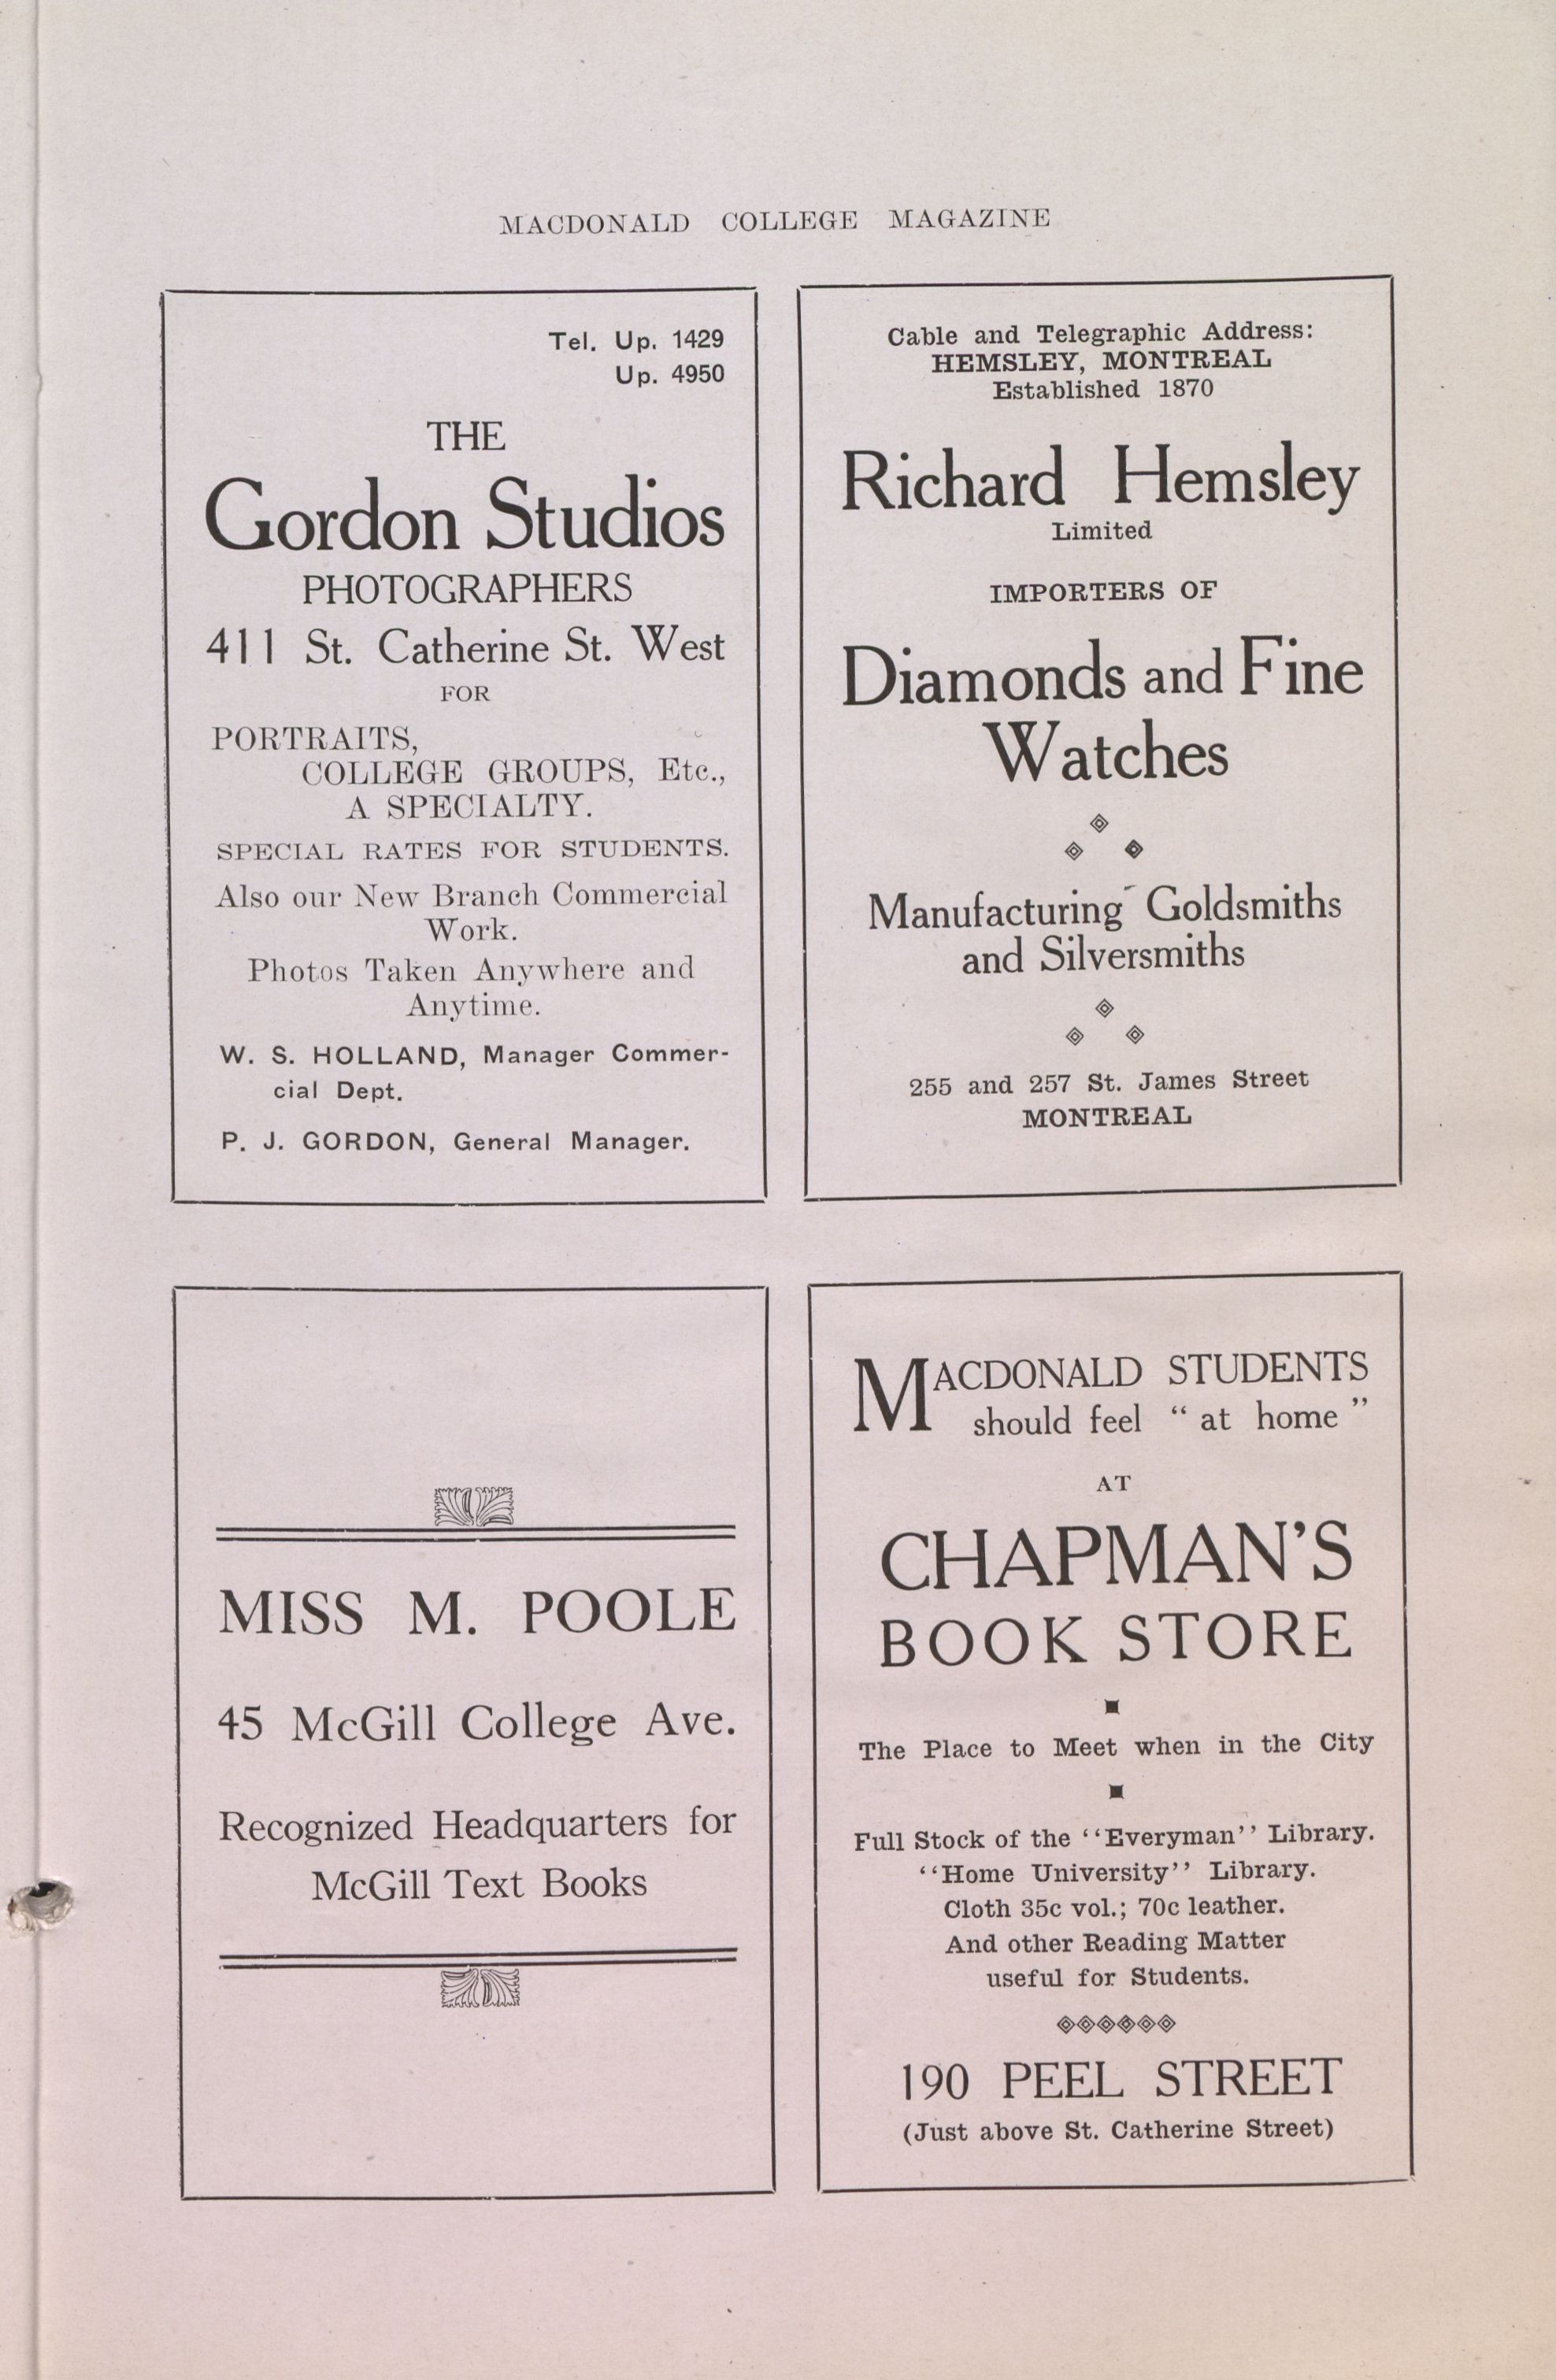 MACDONALD COLLEGE MAGAZINE
Tel. Up. 1429
Up. 4950
THE
Gordon Studios
PHOTOGRAPHERS
411 St. Catherine St. West
FOR
PORTRAITS,
COLLEGE GROUPS, Etc.,
A SPECIALTY.
SPECIAL RATES FOR STUDENTS.
Also our New Branch Commercial
Work.
Photos Taken Anywhere and
Anytime.
W. S. HOLLAND, Manager Commer-
cial Dept.
P. J. GORDON, General Manager.
Cable and Telegraphic Address:
HEMSLEY, MONTREAL
Established 1870
Richard Hemsley
Limited
IMPORTERS OF
Diamonds and Fine
Watches
Manufacturing Goldsmiths
and Silversmiths
255 and 257 St. James Street
MONTREAL
MISS M. POOLE
45 McGill College Ave.
Recognized Headquarters for
McGill Text Books
MACDONALD STUDENTS
should feel “ at home ”
AT
CHAPMAN'S
BOOK STORE
The Place to Meet when in the City
Full Stock of the ‘‘Everyman’’ Library.
‘‘Home University’’ Library.
Cloth 35c vol.; 70c leather.
And other Reading Matter
useful for Students.
190 PEEL STREET
(Just above St. Catherine Street)